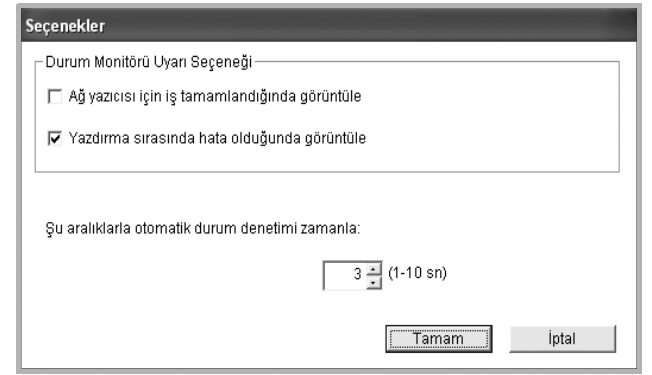 Seçenekler
Durum Monitörü Uyarı Seçeneği
Ağ yazıcısı için iş tamamlandığında görüntüle
Yazdırma sırasında hata olduğunda görüntüle
Şu aralıklarla otomatik durum denetimi zamanla:
3 (1-10 sn)
Tamam İptal